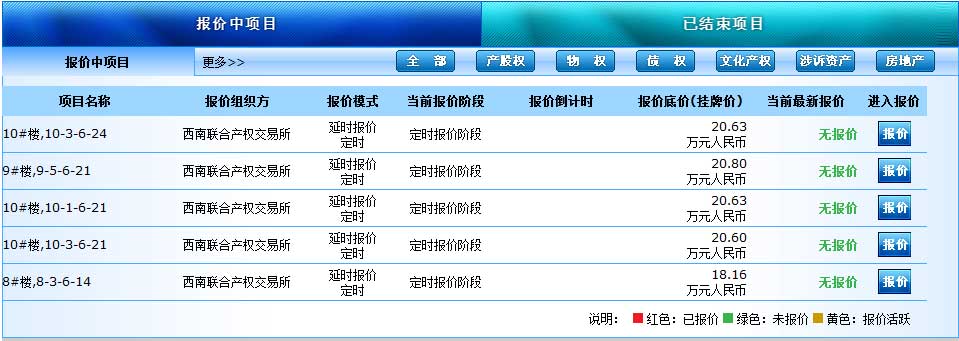 报价中项目 已结束项目
报价中项目 更多>> 全 部 产股权 物 权 债 权 文化产权 涉诉资产 房地产
项目名称 报价组织方 报价模式 当前报价阶段 报价倒计时 报价底价(挂牌价) 当前最新报价 进入报价
10#楼,10-3-6-24 西南联合产权交易所 延时报价 定时 定时报价阶段 20.63 万元人民币 无报价 报价
9#楼,9-5-6-21 西南联合产权交易所 延时报价 定时 定时报价阶段 20.80 万元人民币 无报价 报价
10#楼,10-1-6-21 西南联合产权交易所 延时报价 定时 定时报价阶段 20.63 万元人民币 无报价 报价
10#楼,10-3-6-21 西南联合产权交易所 延时报价 定时 定时报价阶段 20.60 万元人民币 无报价 报价
8#楼,8-3-6-14 西南联合产权交易所 延时报价 定时 定时报价阶段 18.16 万元人民币 无报价 报价
说明： 红色：已报价 绿色：未报价 黄色：报价活跃